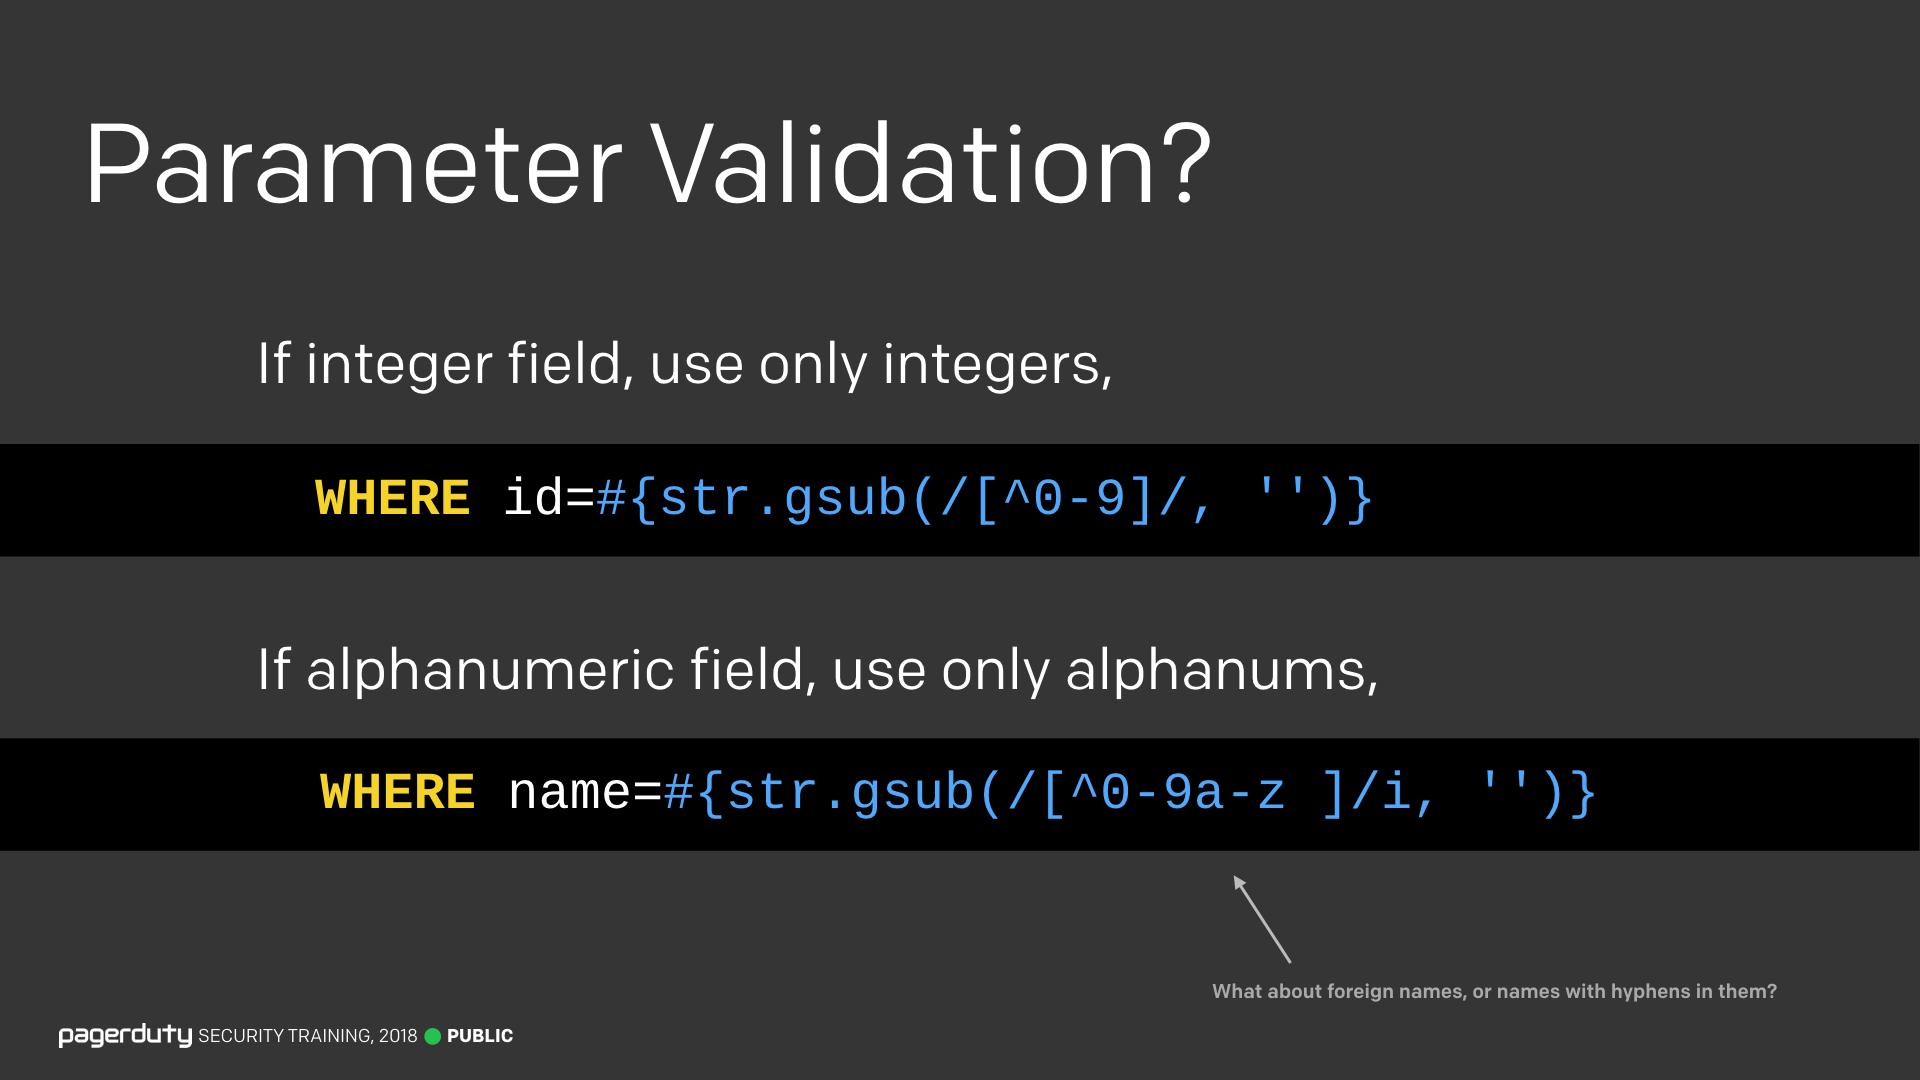 Parameter Validation?
If integer field, use only integers,
WHERE id=#{str.gsub(/[^0-9]/, '')}
If alphanumeric field, use only alphanums,
WHERE name=#{str.gsub(/[^0-9a-z ]/i, '')}
What about foreign names, or names with hyphens in them?
pagerduty SECURITY TRAINING, 2018 PUBLIC